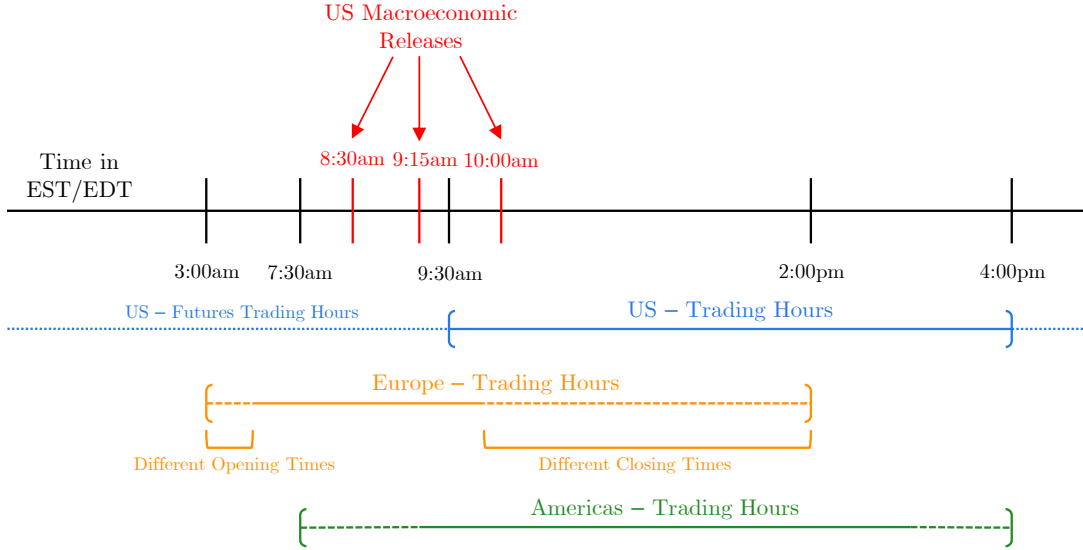 US Macroeconomic
Releases
8:30am 9:15am 10:00am
Time in
EST/EDT
3:00am 7:30am 9:30am 2:00pm 4:00pm
US – Futures Trading Hours US – Trading Hours
Europe – Trading Hours
Different Opening Times Different Closing Times
Americas – Trading Hours